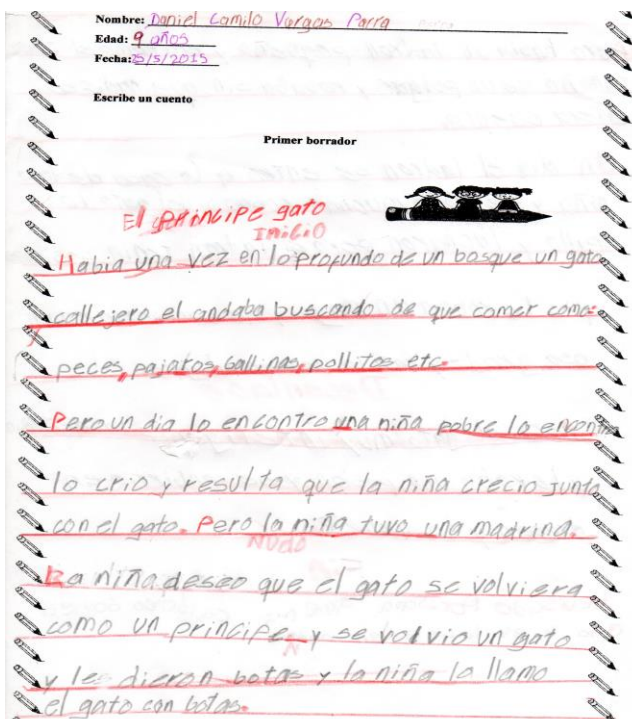 Nombre: Daniel Camilo Vargas Parra
Edad: 9 años
Fecha: 25/5/2015
Escribe un cuento
Primer borrador
El principe gato
INICIO
Habia una vez en lo profundo de un bosque un gato
callejero el andaba buscando de que comer como:
peces, pajaros, gallinas, pollitos etc.
Pero un dia lo encontro una niña pobre lo encontro
lo crio y resulta que la niña crecio junto
con el gato. Pero la niña tuvo una madrina.
NUDO
La niña deseo que el gato se volviera
como un principe y se volvio un gato
y les dieron botas y la niña lo llamo
el gato con botas.